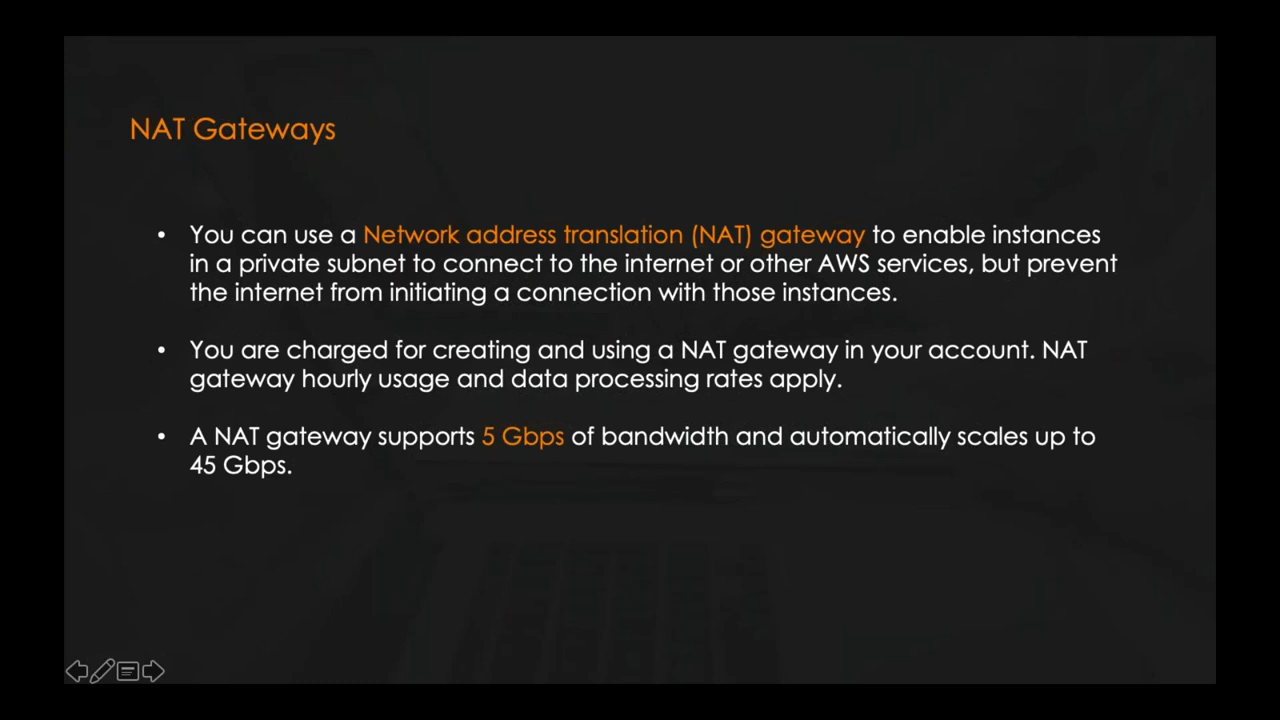 NAT Gateways
• You can use a Network address translation (NAT) gateway to enable instances
in a private subnet to connect to the internet or other AWS services, but prevent
the internet from initiating a connection with those instances.
• You are charged for creating and using a NAT gateway in your account. NAT
gateway hourly usage and data processing rates apply.
• A NAT gateway supports 5 Gbps of bandwidth and automatically scales up to
45 Gbps.